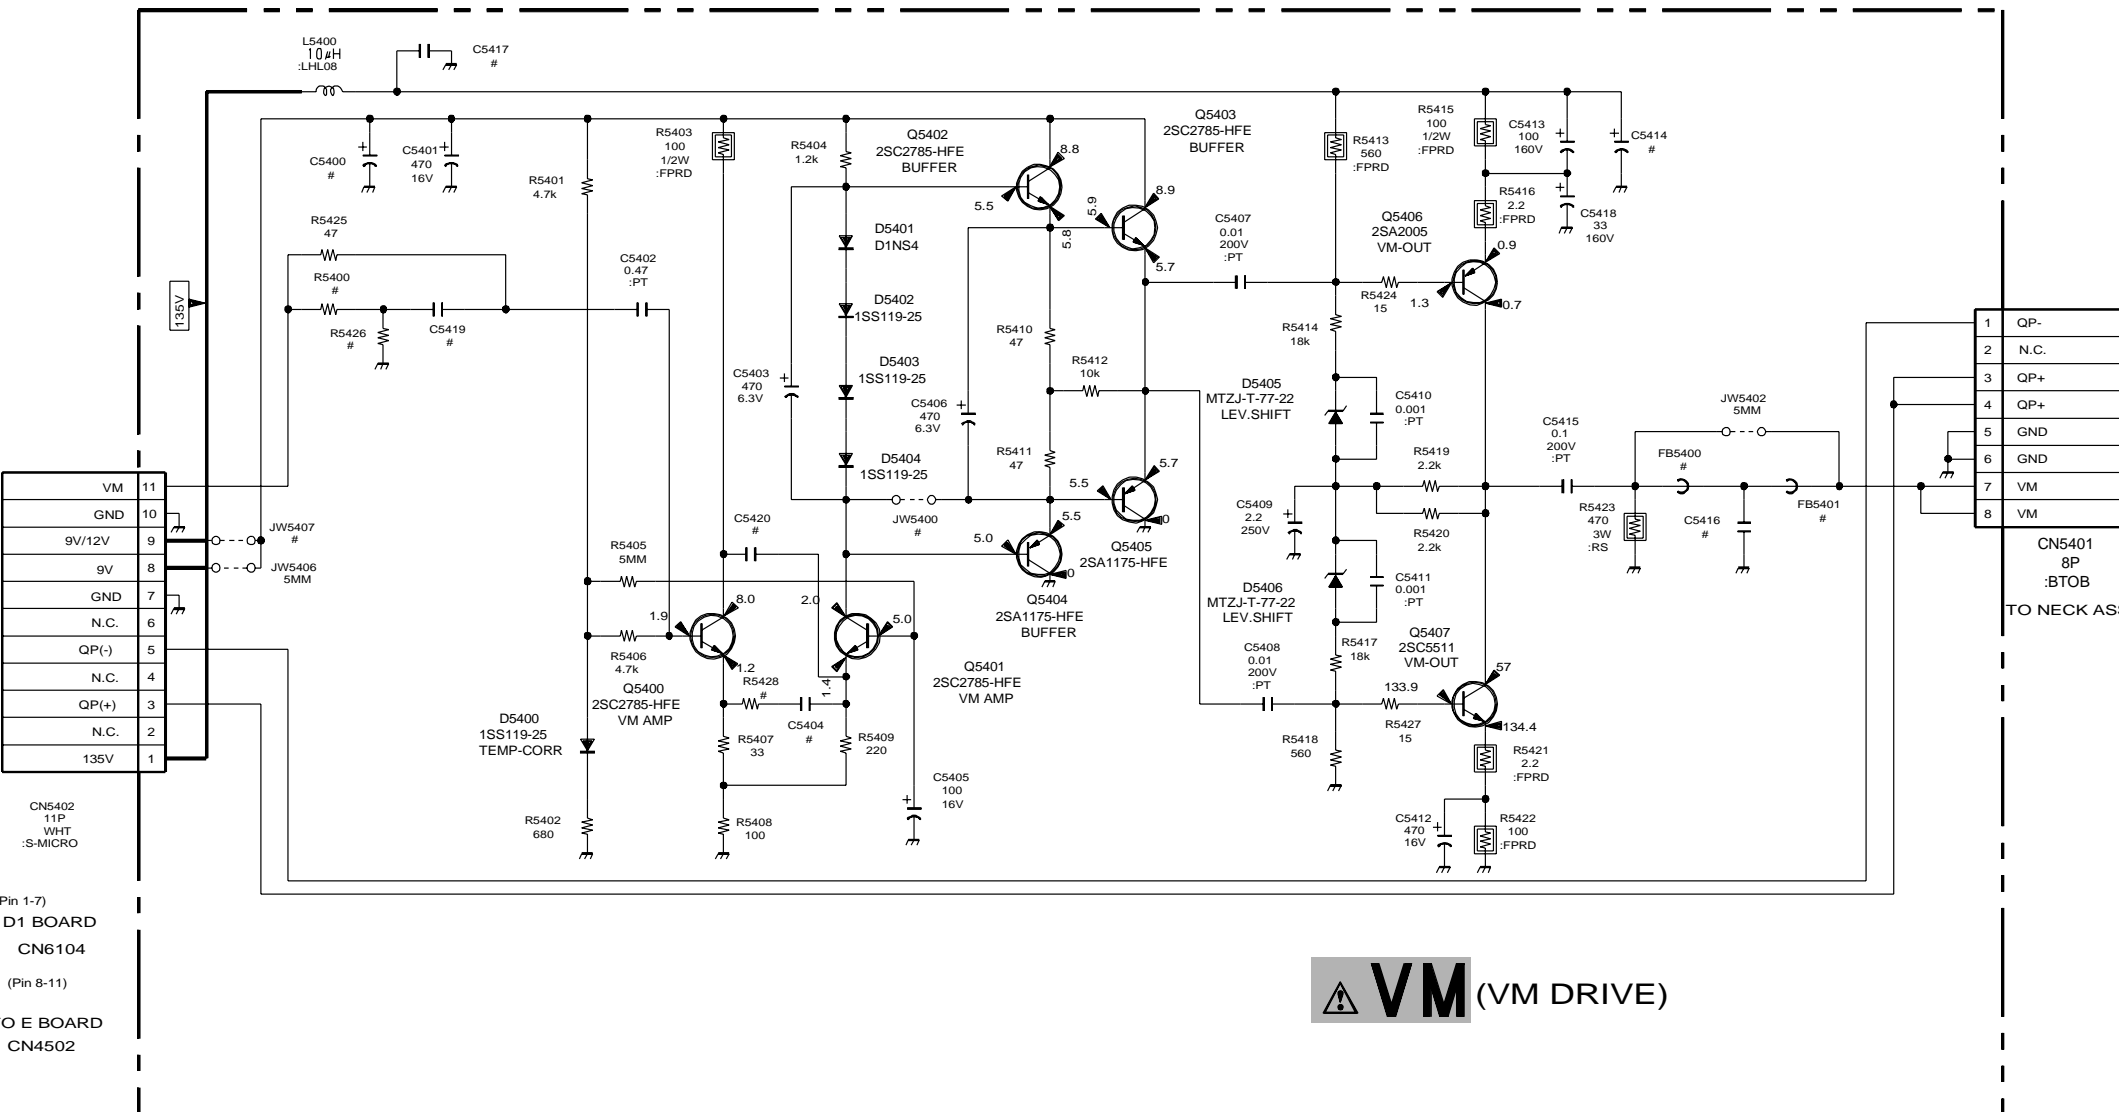 L5400
10μH
:LHL08
C5417
#
C5400
#
C5401
470
16V
R5401
4.7k
R5403
100
1/2W
:FPRD
R5404
1.2k
Q5402
2SC2785-HFE
BUFFER
8.8
5.5
5.8
Q5403
2SC2785-HFE
BUFFER
5.9
8.9
5.7
R5413
560
:FPRD
R5415
100
1/2W
:FPRD
C5413
100
160V
C5414
#
R5416
2.2
:FPRD
C5418
33
160V
R5425
47
R5400
#
R5426
#
C5419
#
C5402
0.47
:PT
135V
D5401
D1NS4
D5402
1SS119-25
D5403
1SS119-25
D5404
1SS119-25
C5403
470
6.3V
C5406
470
6.3V
R5410
47
R5412
10k
R5411
47
C5407
0.01
200V
:PT
Q5406
2SA2005
VM-OUT
0.9
1.3
0.7
R5424
15
R5414
18k
D5405
MTZJ-T-77-22
LEV.SHIFT
C5410
0.001
:PT
R5419
2.2k
R5420
2.2k
C5409
2.2
250V
C5415
0.1
200V
:PT
JW5402
5MM
FB5400
#
FB5401
#
R5423
470
3W
:RS
C5416
#
1 QP-
2 N.C.
3 QP+
4 QP+
5 GND
6 GND
7 VM
8 VM
CN5401
8P
:BTOB
TO NECK ASS
VM 11
GND 10
9V/12V 9
9V 8
GND 7
N.C. 6
QP(-) 5
N.C. 4
QP(+) 3
N.C. 2
135V 1
JW5407
#
JW5406
5MM
CN5402
11P
WHT
:S-MICRO
R5405
5MM
C5420
#
JW5400
#
5.5
5.7
0
Q5405
2SA1175-HFE
5.0
5.5
0
Q5404
2SA1175-HFE
BUFFER
1.9
8.0
1.2
R5406
4.7k
Q5400
2SC2785-HFE
VM AMP
2.0
5.0
1.4
Q5401
2SC2785-HFE
VM AMP
R5428
#
C5404
#
R5407
33
R5409
220
D5400
1SS119-25
TEMP-CORR
R5402
680
R5408
100
C5405
100
16V
D5406
MTZJ-T-77-22
LEV.SHIFT
C5411
0.001
:PT
C5408
0.01
200V
:PT
R5417
18k
Q5407
2SC5511
VM-OUT
57
133.9
134.4
R5427
15
R5418
560
R5421
2.2
:FPRD
C5412
470
16V
R5422
100
:FPRD
Pin 1-7)
D1 BOARD
CN6104
(Pin 8-11)
O E BOARD
CN4502
VM (VM DRIVE)